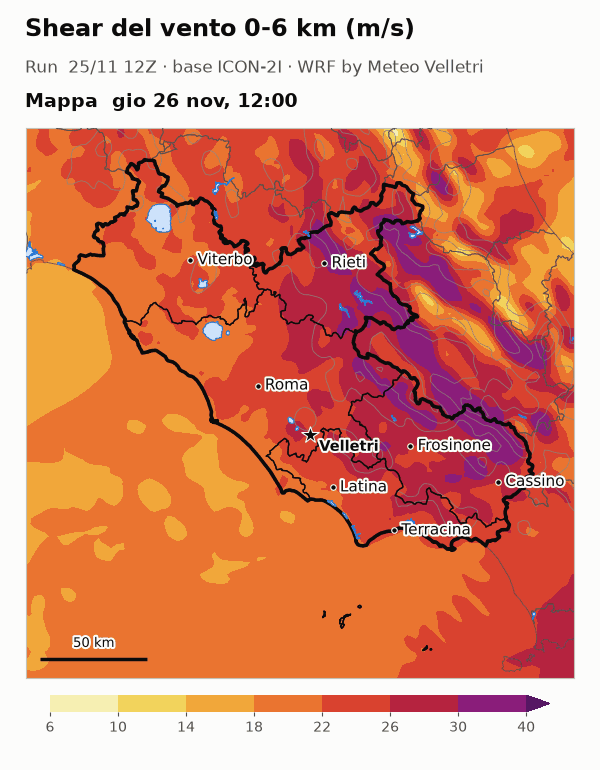 Shear del vento 0-6 km (m/s)
Run  25/11 12Z · base ICON-2I · WRF by Meteo Velletri
Mappa  gio 26 nov, 12:00
Viterbo
Rieti
Roma
Velletri
Frosinone
Cassino
Latina
Terracina
50 km
6 10 14 18 22 26 30 40